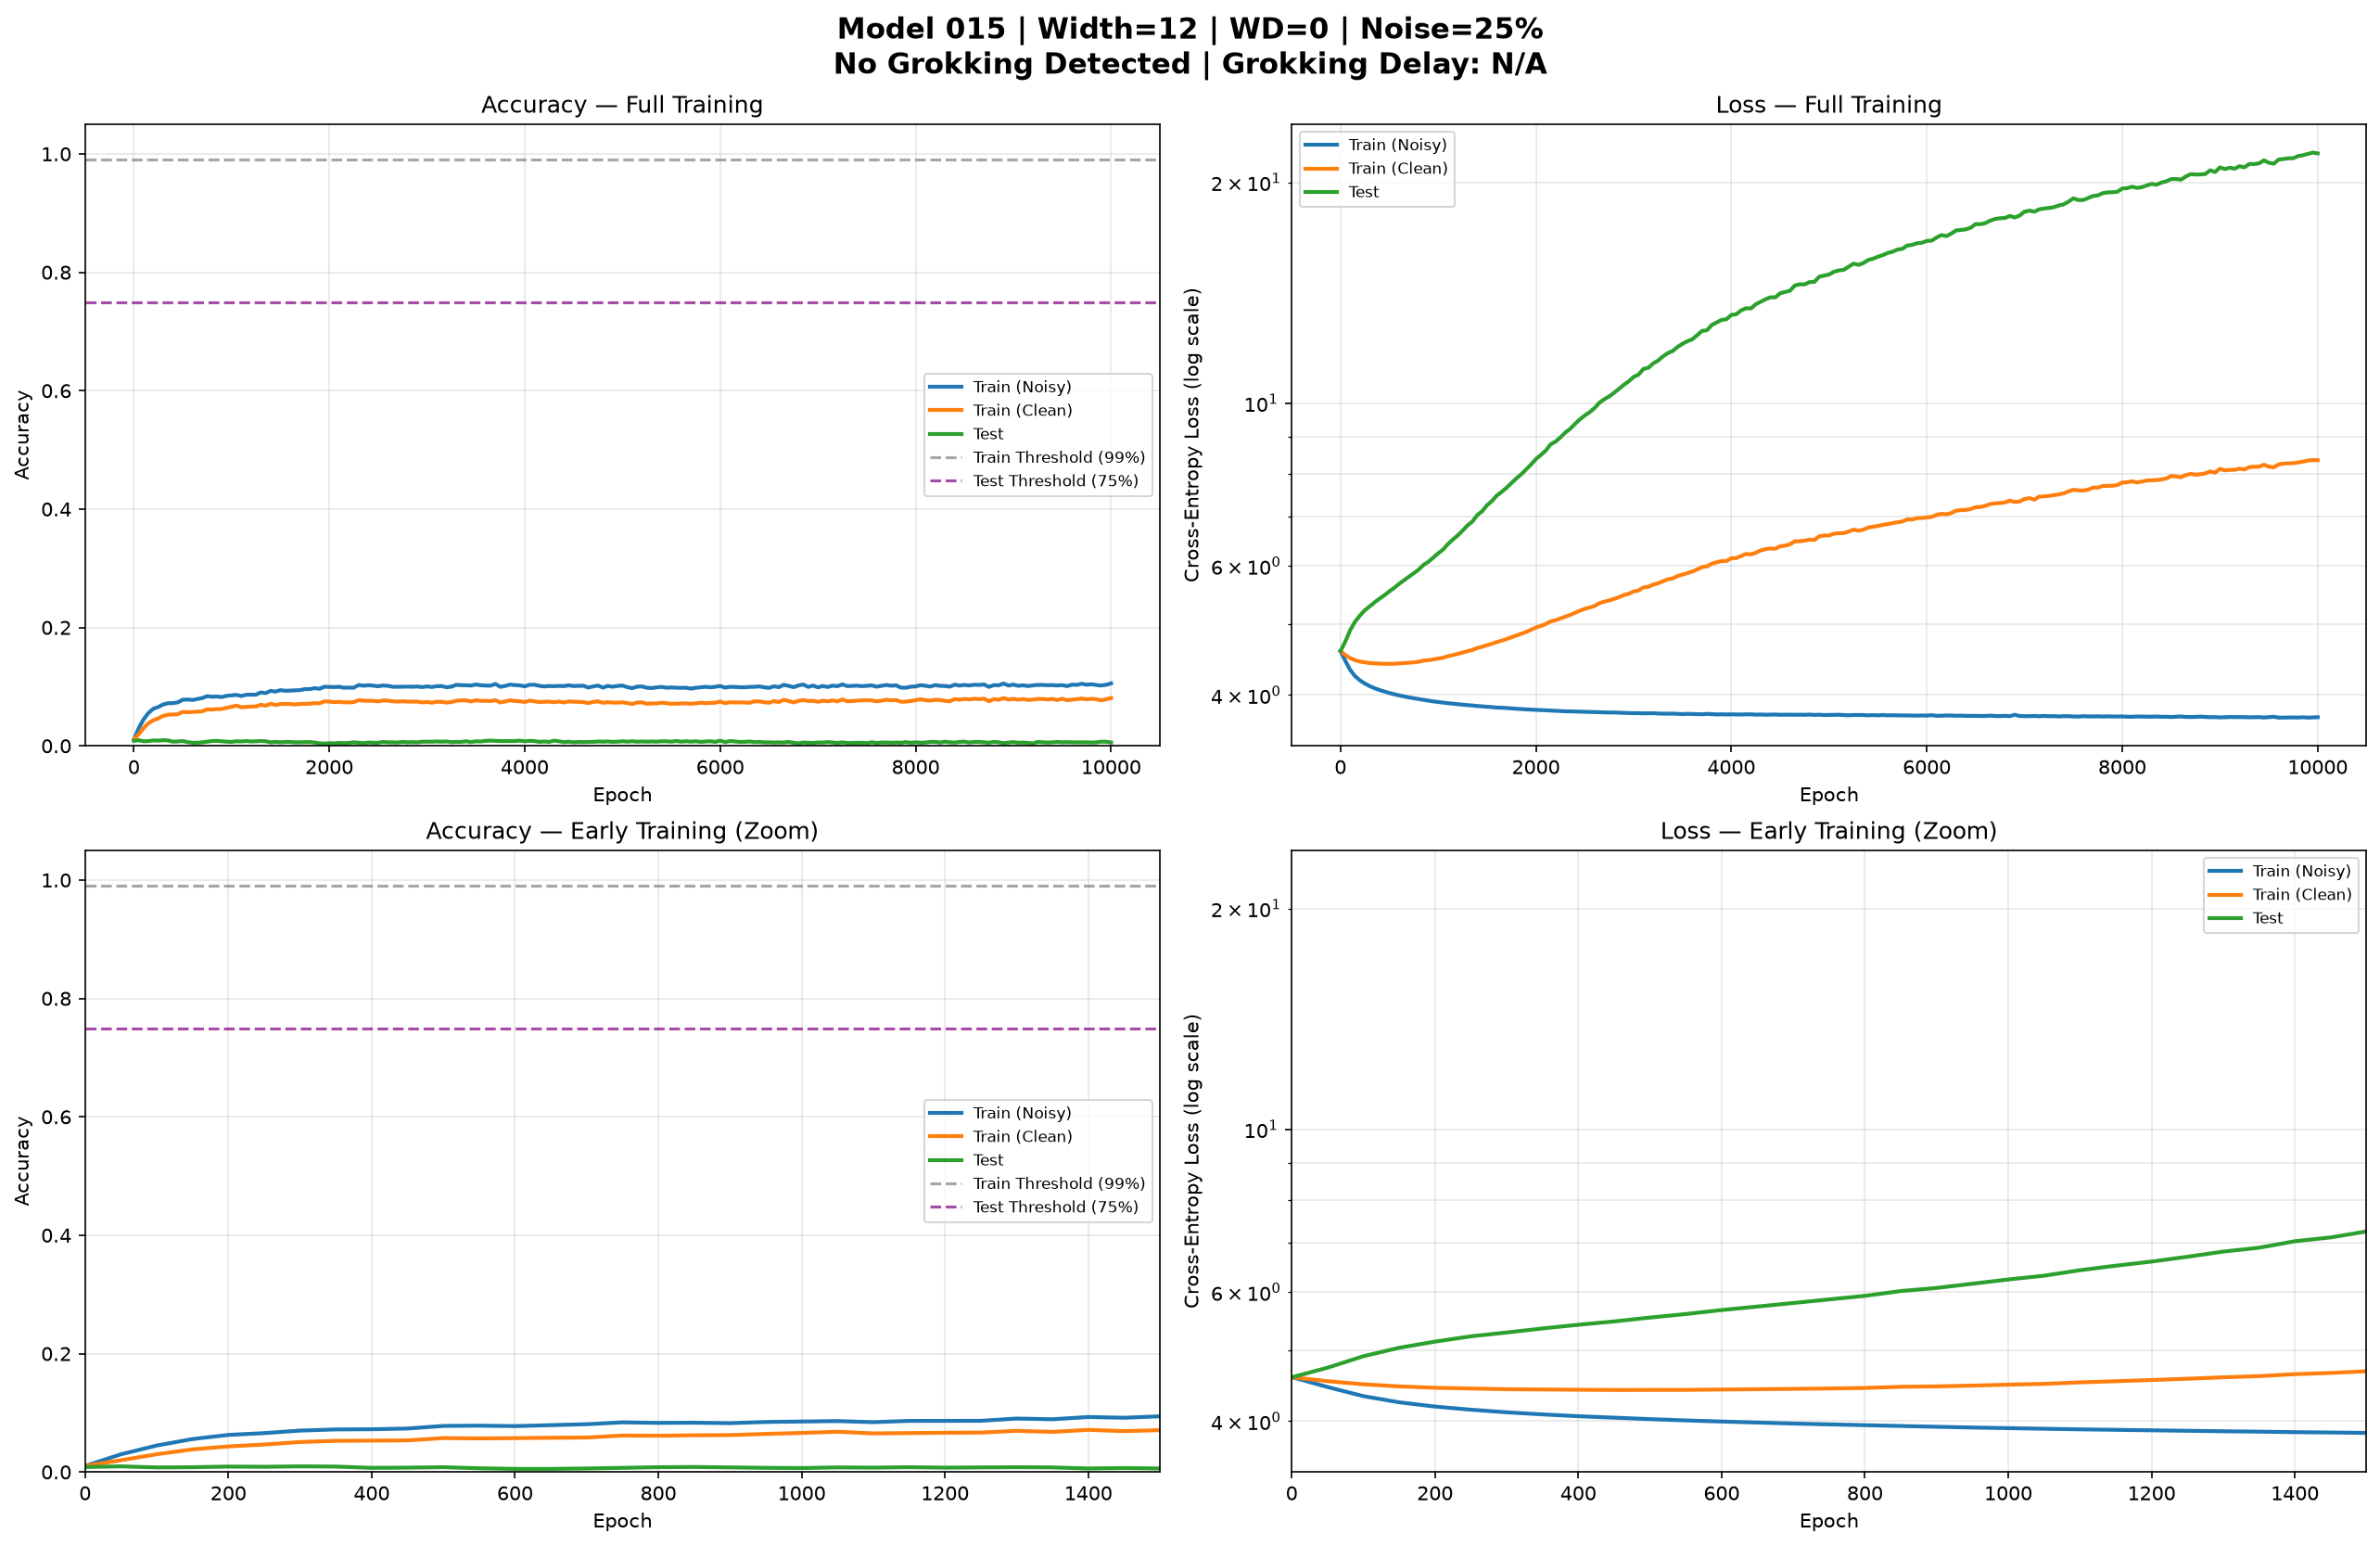 Model 015 | Width=12 | WD=0 | Noise=25%
No Grokking Detected | Grokking Delay: N/A
Accuracy — Full Training
Accuracy
1.0
0.8
0.6
0.4
0.2
0.0
Train (Noisy)
Train (Clean)
Test
Train Threshold (99%)
Test Threshold (75%)
0 2000 4000 6000 8000 10000
Epoch
Loss — Full Training
Cross-Entropy Loss (log scale)
2 × 10¹
10¹
6 × 10⁰
4 × 10⁰
Train (Noisy)
Train (Clean)
Test
0 2000 4000 6000 8000 10000
Epoch
Accuracy — Early Training (Zoom)
Accuracy
1.0
0.8
0.6
0.4
0.2
0.0
Train (Noisy)
Train (Clean)
Test
Train Threshold (99%)
Test Threshold (75%)
0 200 400 600 800 1000 1200 1400
Epoch
Loss — Early Training (Zoom)
Cross-Entropy Loss (log scale)
2 × 10¹
10¹
6 × 10⁰
4 × 10⁰
Train (Noisy)
Train (Clean)
Test
0 200 400 600 800 1000 1200 1400
Epoch